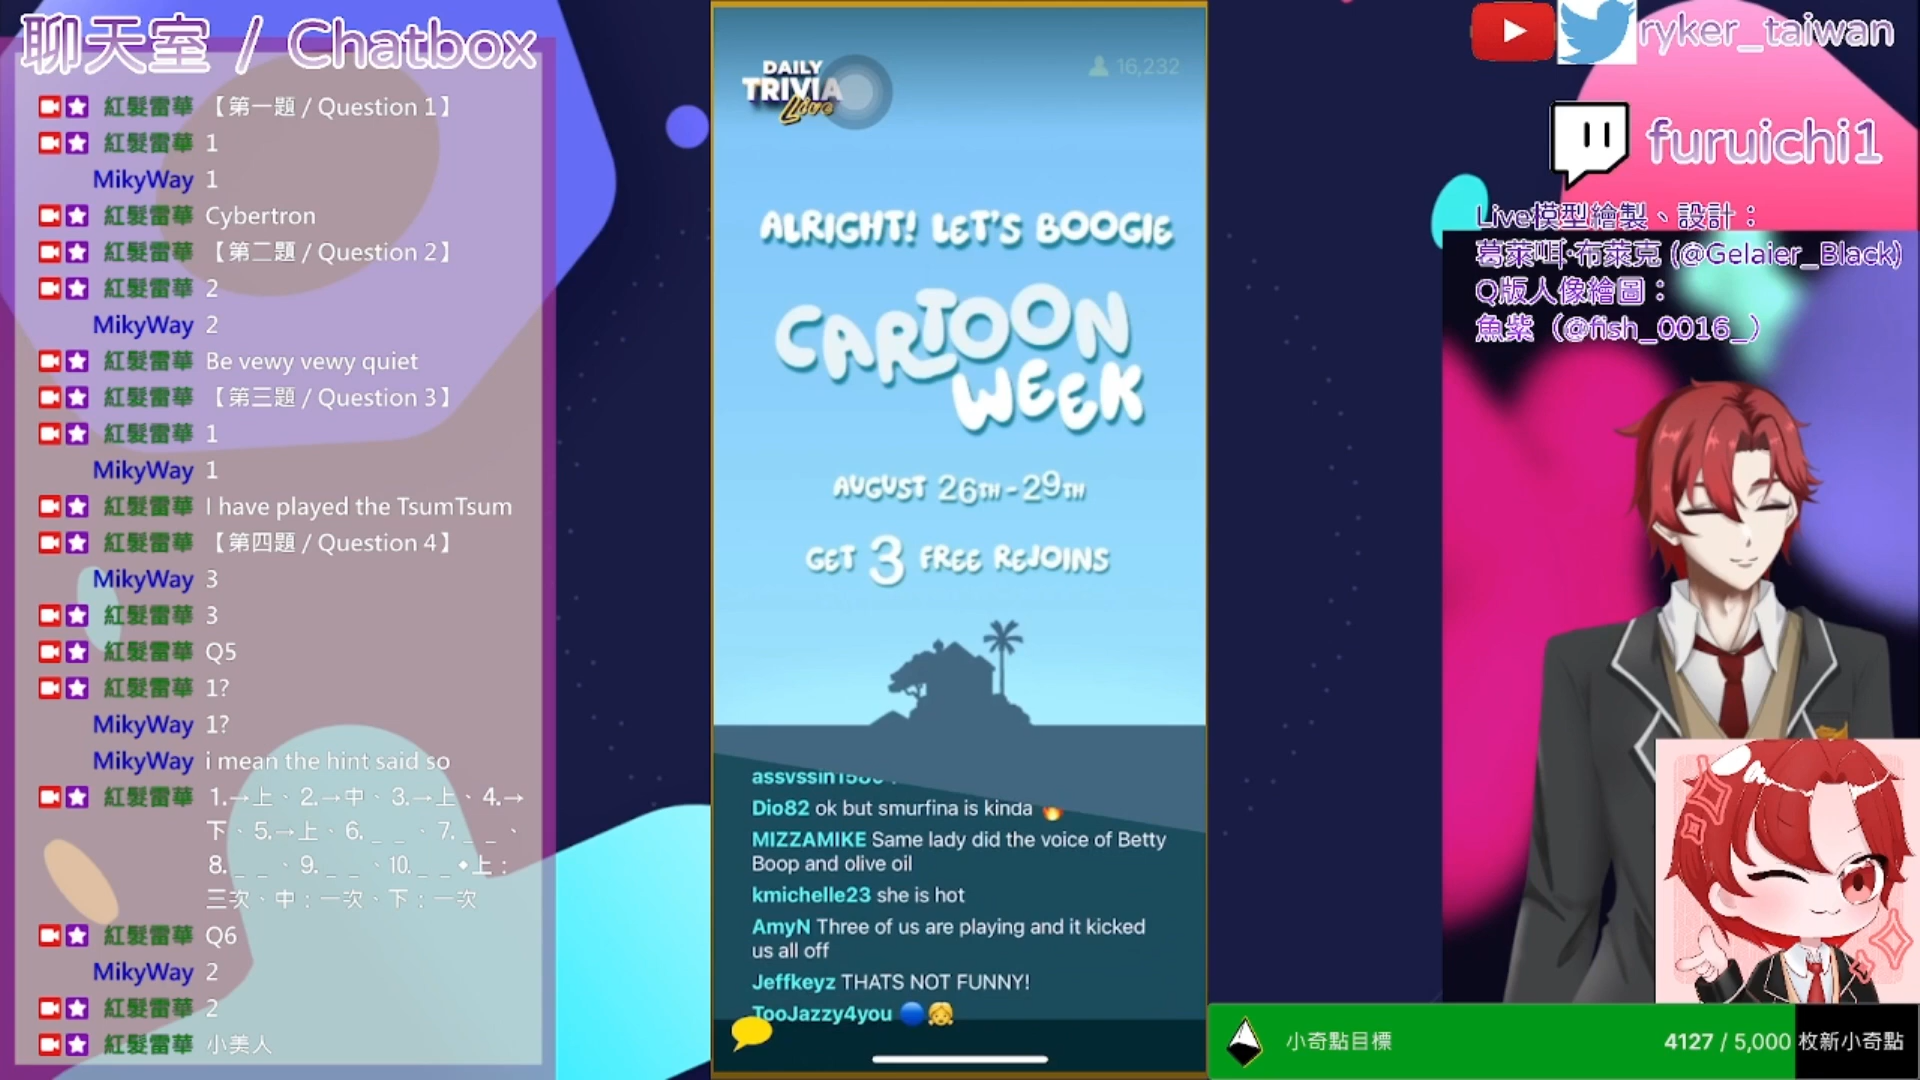 聊天室 / Chatbox
紅髮雷華 【第一題 / Question 1】
紅髮雷華 1
MikyWay 1
紅髮雷華 Cybertron
紅髮雷華 【第二題 / Question 2】
紅髮雷華 2
MikyWay 2
紅髮雷華 Be vewy vewy quiet
紅髮雷華 【第三題 / Question 3】
紅髮雷華 1
MikyWay 1
紅髮雷華 I have played the TsumTsum
紅髮雷華 【第四題 / Question 4】
MikyWay 3
紅髮雷華 3
紅髮雷華 Q5
紅髮雷華 1?
MikyWay 1?
MikyWay i mean the hint said so
紅髮雷華 1.→上、2.→中、3.→上、4.→
下、5.→上、6._ _ 、7._ _ 、
8._ _ 、9._ _ 、10._ _ ◆上：
三次、中：一次、下：一次
紅髮雷華 Q6
MikyWay 2
紅髮雷華 2
紅髮雷華 小美人
DAILY
TRIVIA
Live
16,232
ALRIGHT! LET'S BOOGIE
CARTOON
WEEK
AUGUST 26TH-29TH
GET 3 FREE REJOINS
Dio82 ok but smurfina is kinda 🔥
MIZZAMIKE Same lady did the voice of Betty
Boop and olive oil
kmichelle23 she is hot
AmyN Three of us are playing and it kicked
us all off
Jeffkeyz THATS NOT FUNNY!
TooJazzy4you 🔵👧
ryker_taiwan
furuichi1
Live模型繪製、設計：
葛萊咡·布萊克 (@Gelaier_Black)
Q版人像繪圖：
魚紫（@fish_0016_）
小奇點目標 4127 / 5,000 枚新小奇點